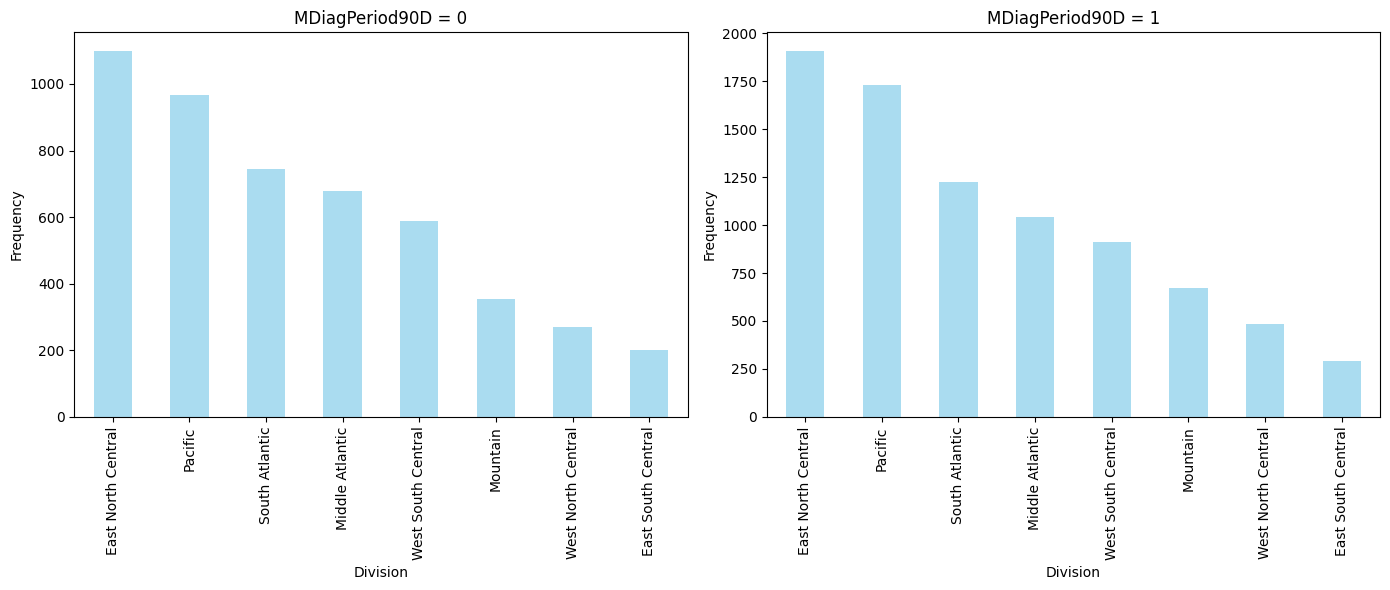 MDiagPeriod90D = 0
Frequency
1000
800
600
400
200
0
East North Central
Pacific
South Atlantic
Middle Atlantic
West South Central
Mountain
West North Central
East South Central
Division
MDiagPeriod90D = 1
Frequency
2000
1750
1500
1250
1000
750
500
250
0
East North Central
Pacific
South Atlantic
Middle Atlantic
West South Central
Mountain
West North Central
East South Central
Division